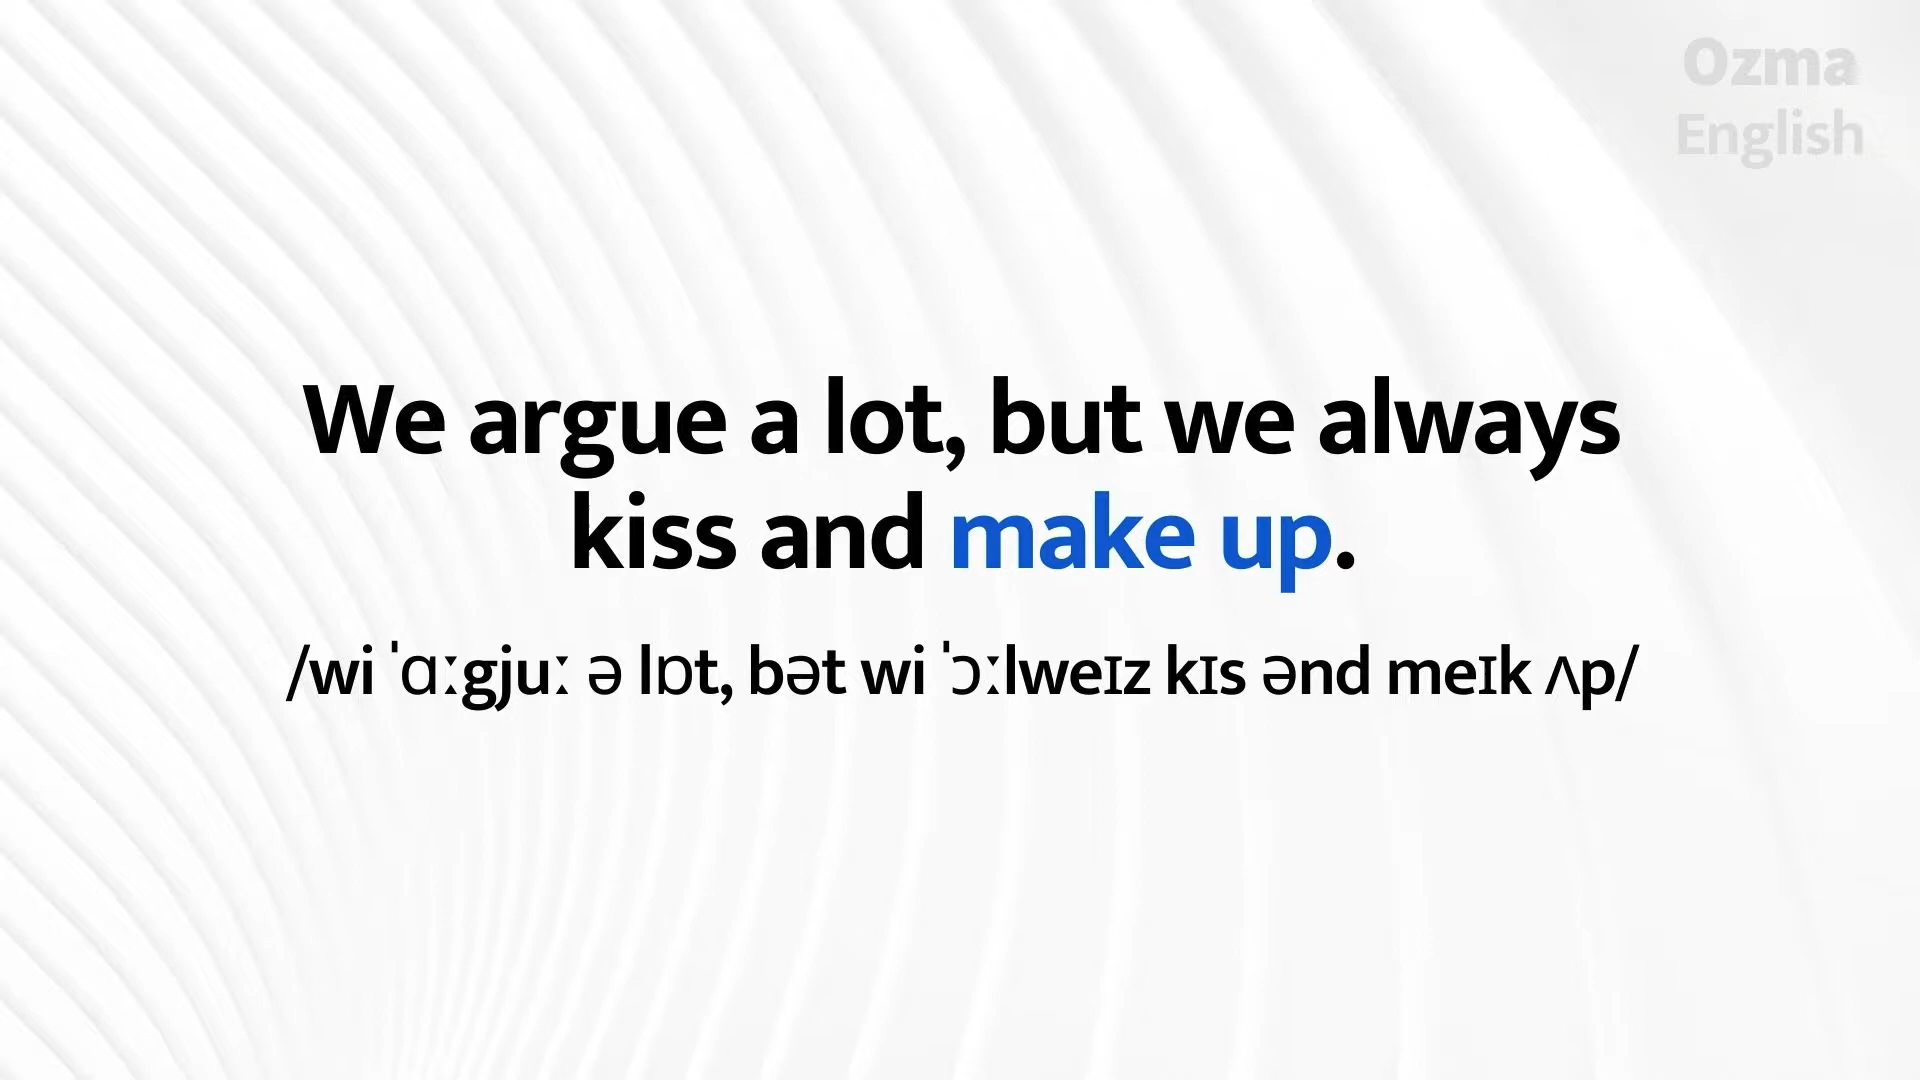 Ozma
English
We argue a lot, but we always
kiss and make up.
/wi ˈɑːgjuː ə lɒt, bət wi ˈɔːlweɪz kɪs ənd meɪk ʌp/